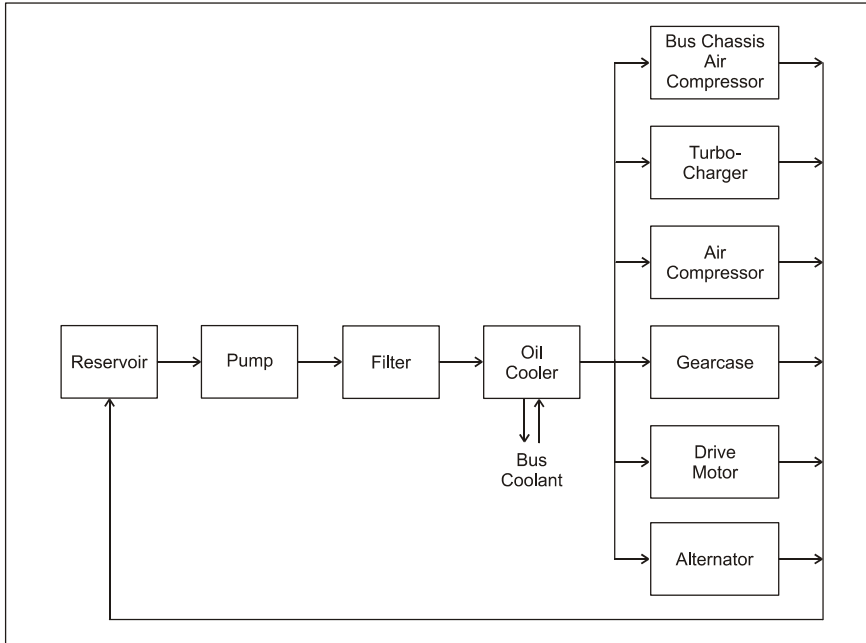 Bus Chassis
Air
Compressor
Turbo-
Charger
Air
Compressor
Reservoir
Pump
Filter
Oil
Cooler
Gearcase
Bus
Coolant
Drive
Motor
Alternator